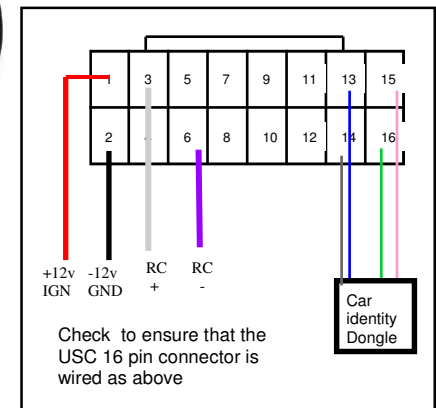 1 3 5 7 9 11 13 15
2 4 6 8 10 12 14 16
+12v -12v RC RC
IGN GND + -
Car
identity
Dongle
Check to ensure that the
USC 16 pin connector is
wired as above